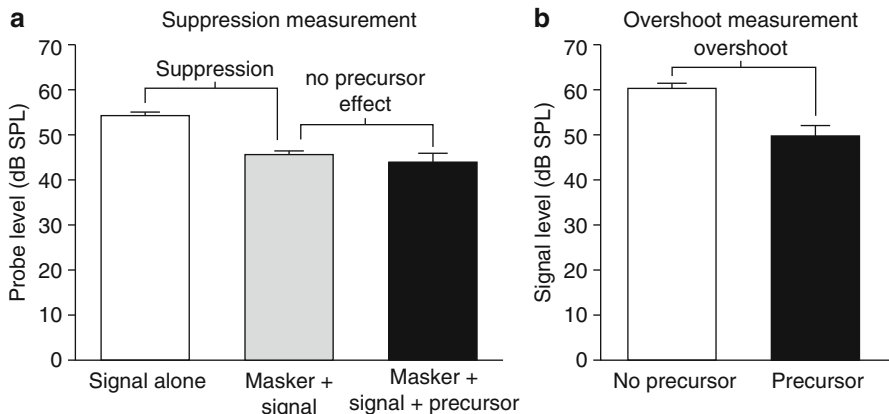 a
Suppression measurement
Probe level (dB SPL)
70
60
50
40
30
20
10
0
Suppression
no precursor
effect
Signal alone
Masker +
signal
Masker +
signal + precursor
b
Overshoot measurement
Signal level (dB SPL)
70
60
50
40
30
20
10
0
overshoot
No precursor
Precursor